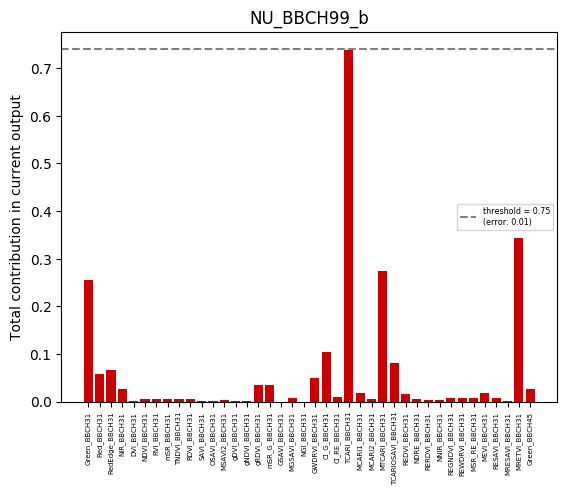 NU_BBCH99_b
Total contribution in current output
0.7
0.6
0.5
0.4
0.3
0.2
0.1
0.0
threshold = 0.75
(error: 0.01)
Green_BBCH31
Red_BBCH31
RedEdge_BBCH31
NIR_BBCH31
DVI_BBCH31
NDVI_BBCH31
RVI_BBCH31
mSR_BBCH31
TNDVI_BBCH31
RDVI_BBCH31
SAVI_BBCH31
OSAVI_BBCH31
MSAVI2_BBCH31
gDVI_BBCH31
gNDVI_BBCH31
gRDVI_BBCH31
mSR_G_BBCH31
GSAVI_BBCH31
MGSAVI_BBCH31
NGI_BBCH31
GWDRVI_BBCH31
CI_G_BBCH31
CI_RE_BBCH31
TCARI_BBCH31
MCARI1_BBCH31
MCARI2_BBCH31
MTCARI_BBCH31
TCARIOSAVI_BBCH31
REDVI_BBCH31
NDRE_BBCH31
RERDVI_BBCH31
NNIR_BBCH31
REGNDVI_BBCH31
REWDRVI_BBCH31
MSR_RE_BBCH31
MEVI_BBCH31
RESAVI_BBCH31
MRESAVI_BBCH31
MRETVI_BBCH31
Green_BBCH45